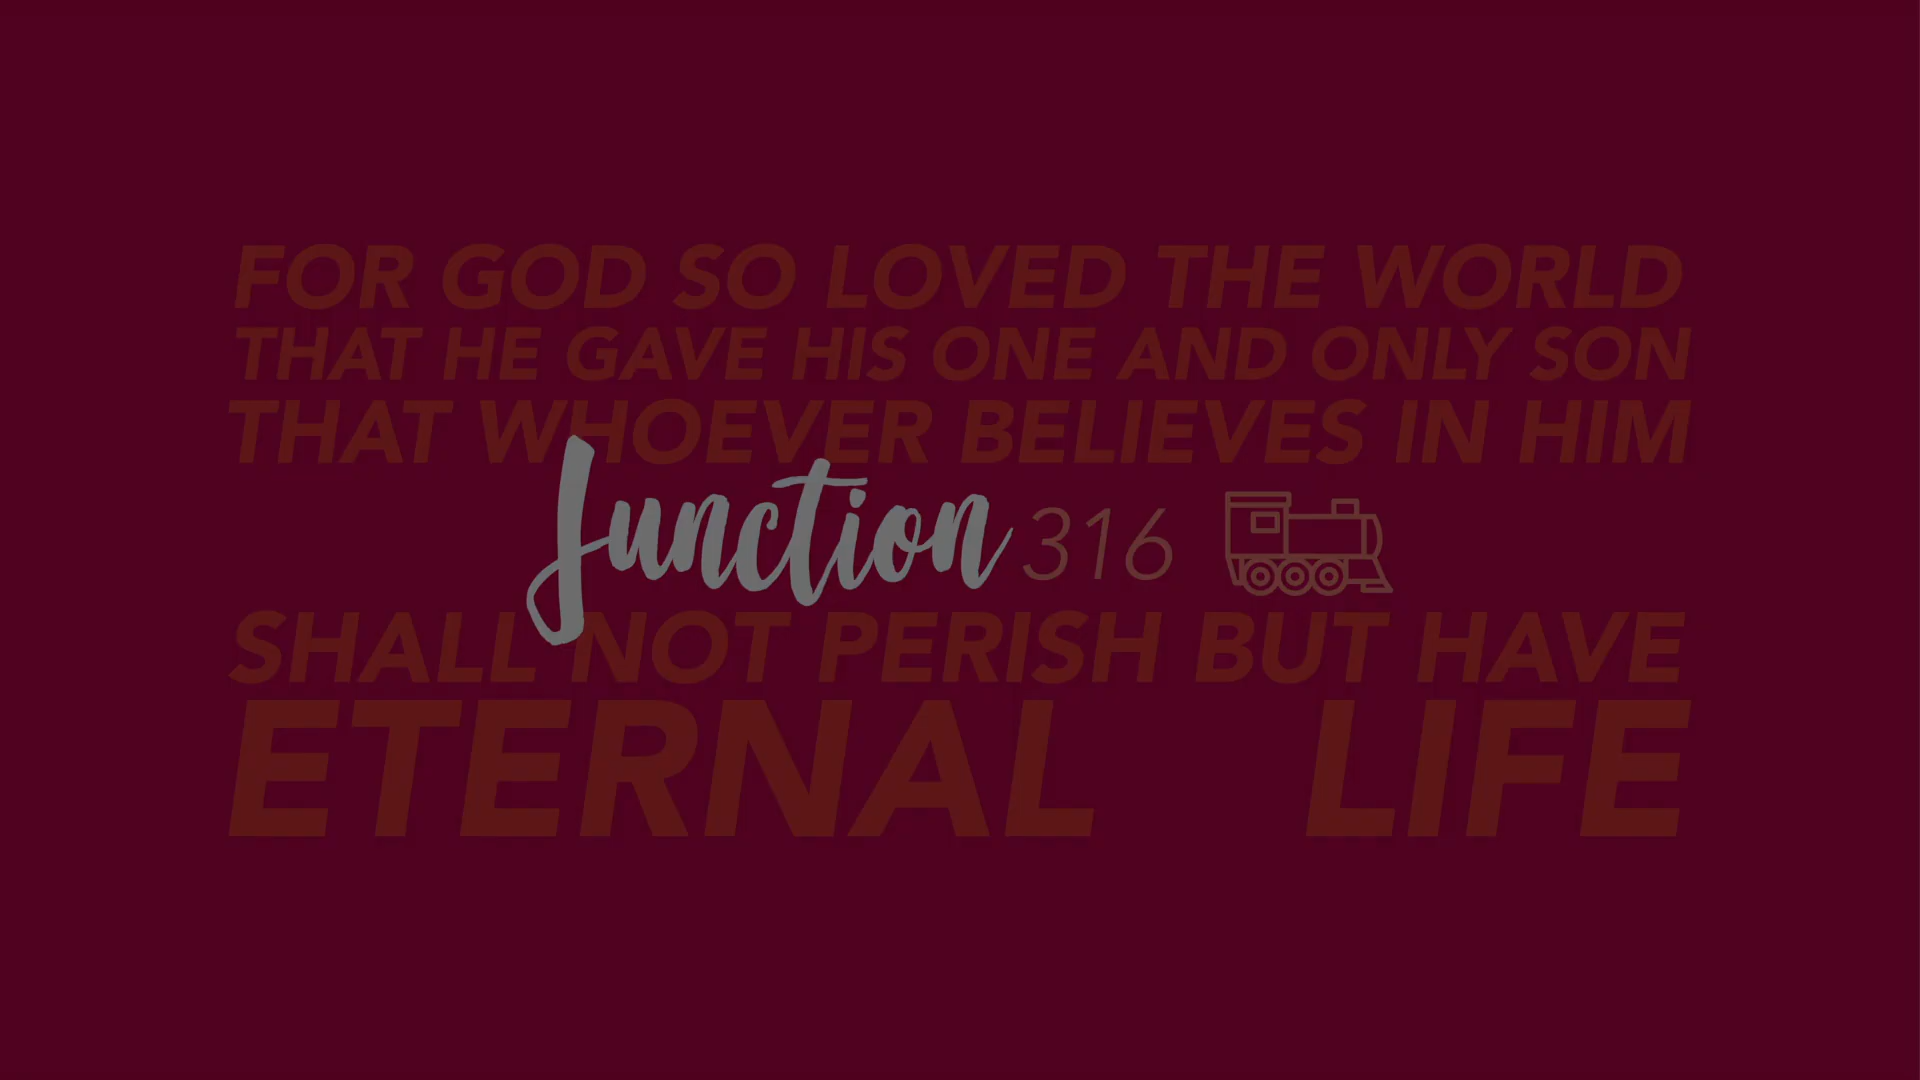 FOR GOD SO LOVED THE WORLD
THAT HE GAVE HIS ONE AND ONLY SON
THAT WHOEVER BELIEVES IN HIM
Junction 316
SHALL NOT PERISH BUT HAVE
ETERNAL LIFE